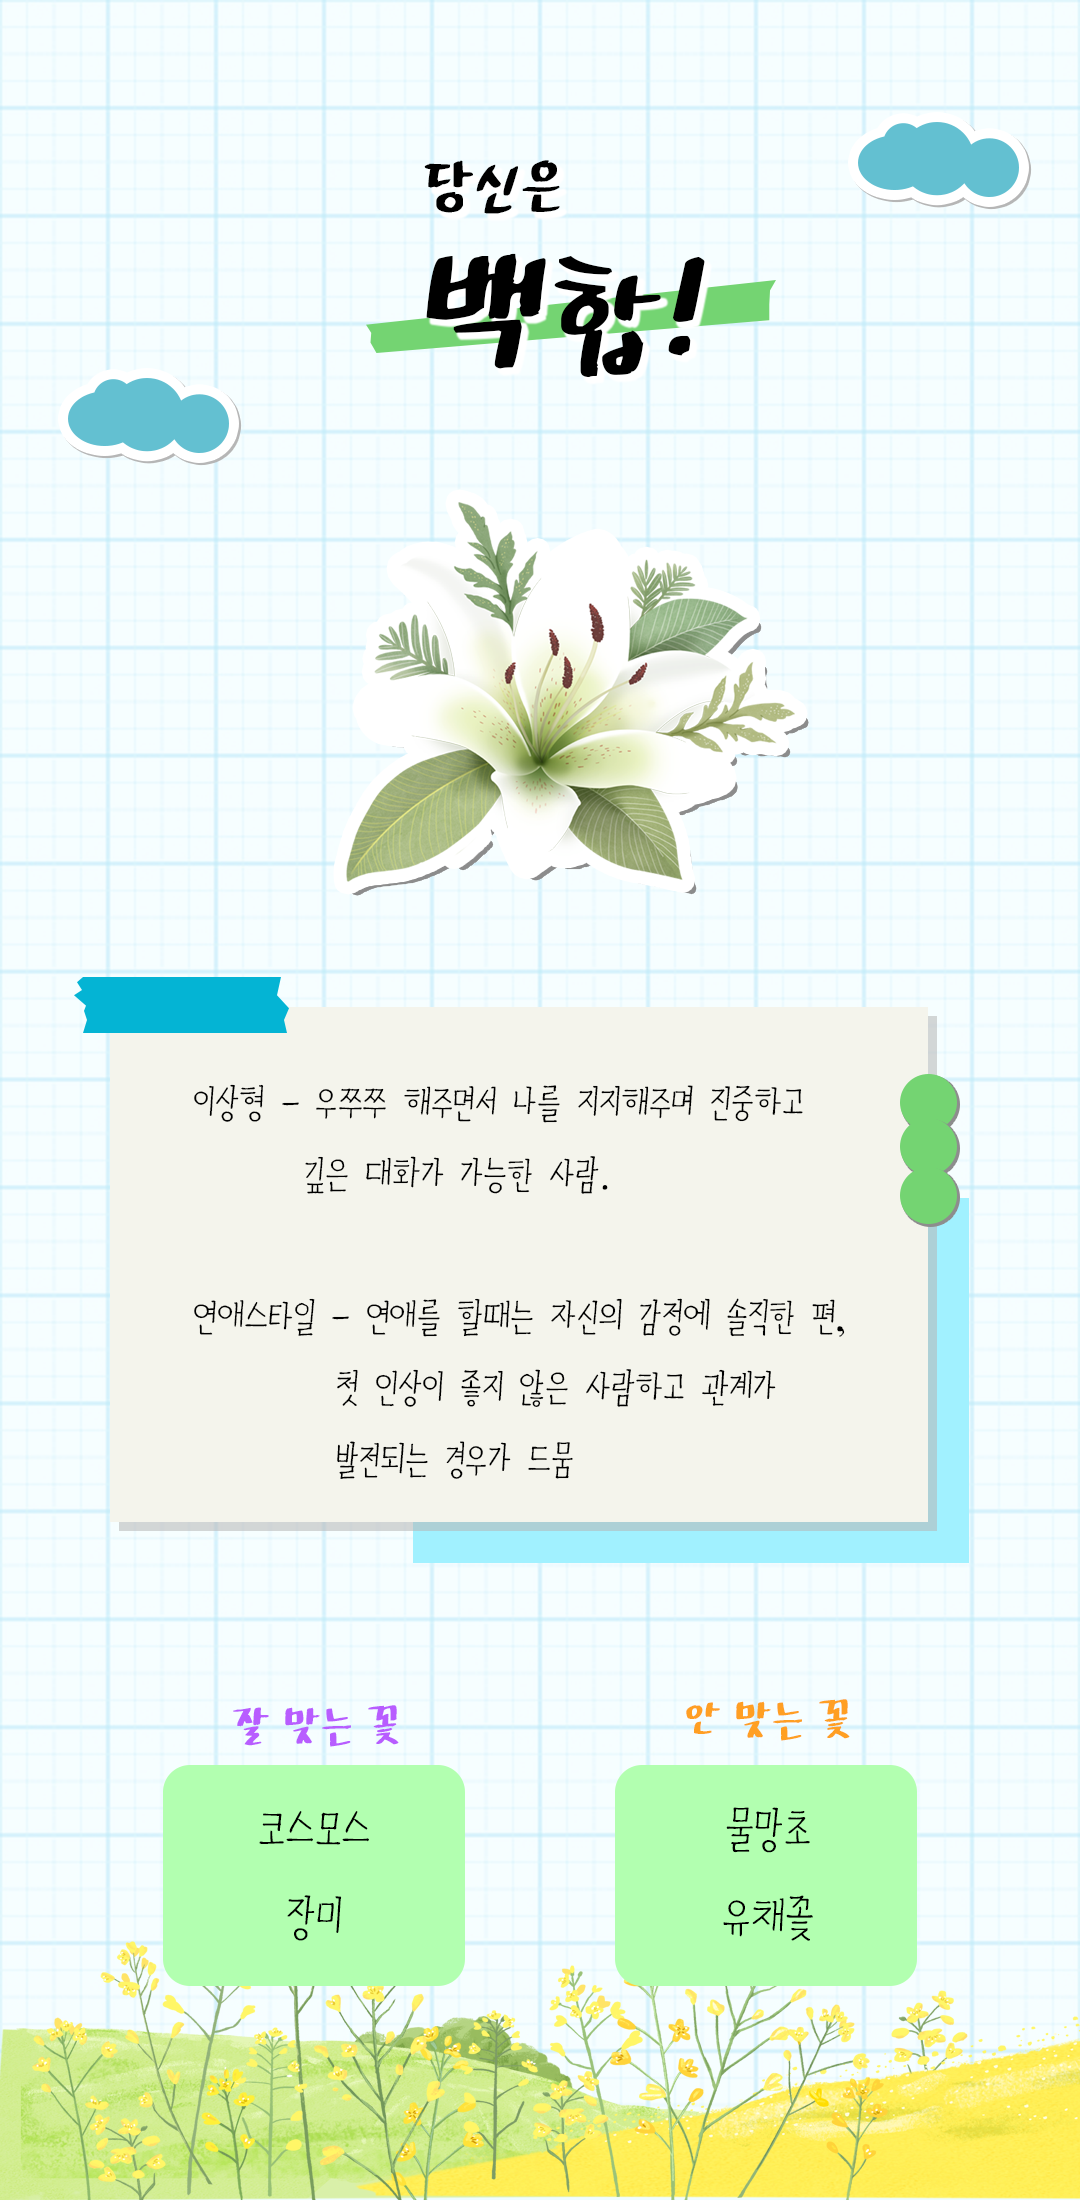 당신은
백합!
이상형 - 우쭈쭈 해주면서 나를 지지해주며 진중하고
깊은 대화가 가능한 사람.
연애스타일 - 연애를 할때는 자신의 감정에 솔직한 편,
첫 인상이 좋지 않은 사람하고 관계가
발전되는 경우가 드뭄
잘 맞는 꽃
코스모스
장미
안 맞는 꽃
물망초
유채꽃